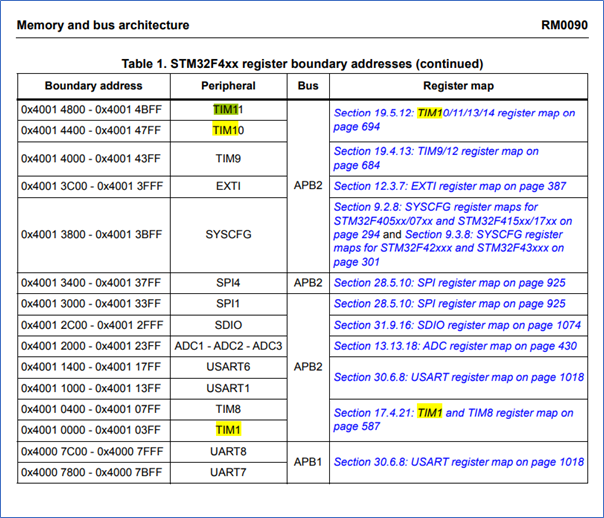 Memory and bus architecture RM0090
Table 1. STM32F4xx register boundary addresses (continued)
Boundary address Peripheral Bus Register map
0x4001 4800 - 0x4001 4BFF TIM11 APB2 Section 19.5.12: TIM10/11/13/14 register map on
page 694
0x4001 4400 - 0x4001 47FF TIM10
0x4001 4000 - 0x4001 43FF TIM9 Section 19.4.13: TIM9/12 register map on
page 684
0x4001 3C00 - 0x4001 3FFF EXTI Section 12.3.7: EXTI register map on page 387
0x4001 3800 - 0x4001 3BFF SYSCFG Section 9.2.8: SYSCFG register maps for
STM32F405xx/07xx and STM32F415xx/17xx on
page 294 and Section 9.3.8: SYSCFG register
maps for STM32F42xxx and STM32F43xxx on
page 301
0x4001 3400 - 0x4001 37FF SPI4 APB2 Section 28.5.10: SPI register map on page 925
0x4001 3000 - 0x4001 33FF SPI1 APB2 Section 28.5.10: SPI register map on page 925
0x4001 2C00 - 0x4001 2FFF SDIO Section 31.9.16: SDIO register map on page 1074
0x4001 2000 - 0x4001 23FF ADC1 - ADC2 - ADC3 Section 13.13.18: ADC register map on page 430
0x4001 1400 - 0x4001 17FF USART6 Section 30.6.8: USART register map on page 1018
0x4001 1000 - 0x4001 13FF USART1
0x4001 0400 - 0x4001 07FF TIM8 Section 17.4.21: TIM1 and TIM8 register map on
page 587
0x4001 0000 - 0x4001 03FF TIM1
0x4000 7C00 - 0x4000 7FFF UART8 APB1 Section 30.6.8: USART register map on page 1018
0x4000 7800 - 0x4000 7BFF UART7